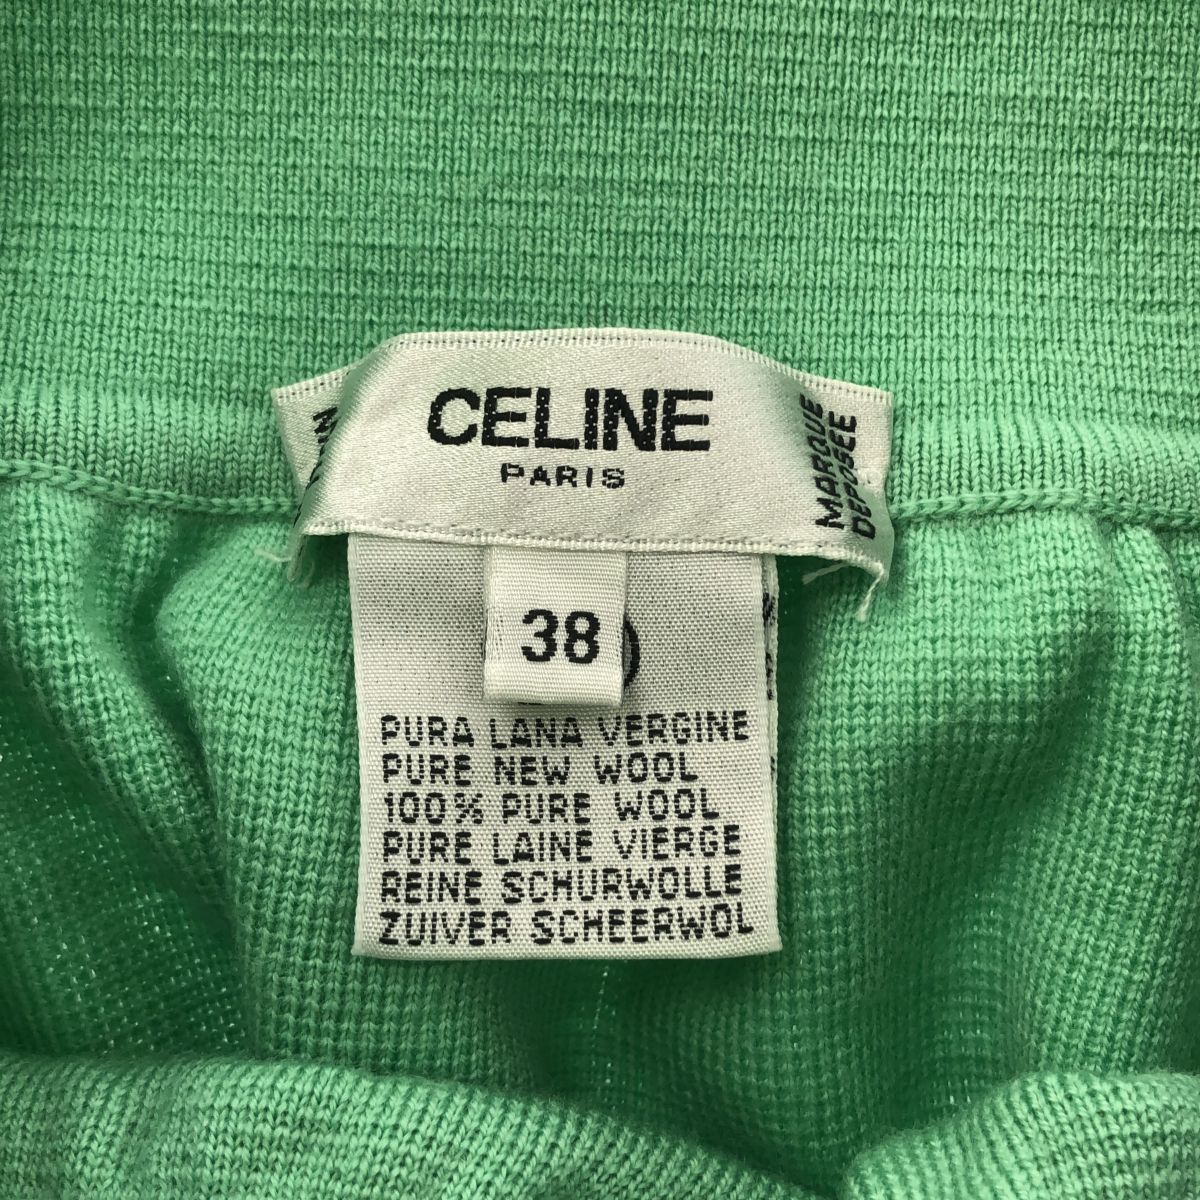 CELINE
PARIS
MARQUE
DEPOSEE
38
PURA LANA VERGINE
PURE NEW WOOL
100% PURE WOOL
PURE LAINE VIERGE
REINE SCHURWOLLE
ZUIVER SCHEERWOL